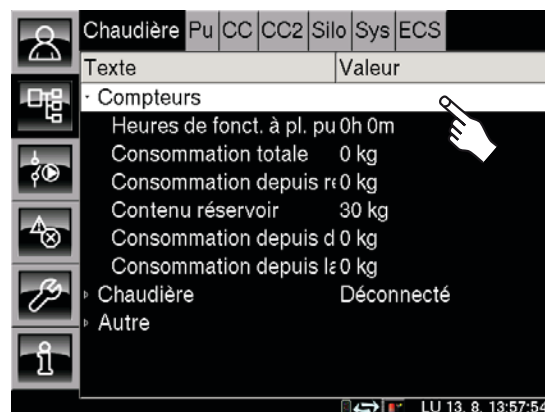 Chaudière Pu CC CC2 Silo Sys ECS
Texte Valeur
Compteurs
Heures de fonct. à pl. pu 0h 0m
Consommation totale 0 kg
Consommation depuis re 0 kg
Contenu réservoir 30 kg
Consommation depuis d 0 kg
Consommation depuis la 0 kg
Chaudière Déconnecté
Autre
LU 13. 8. 13:57:54